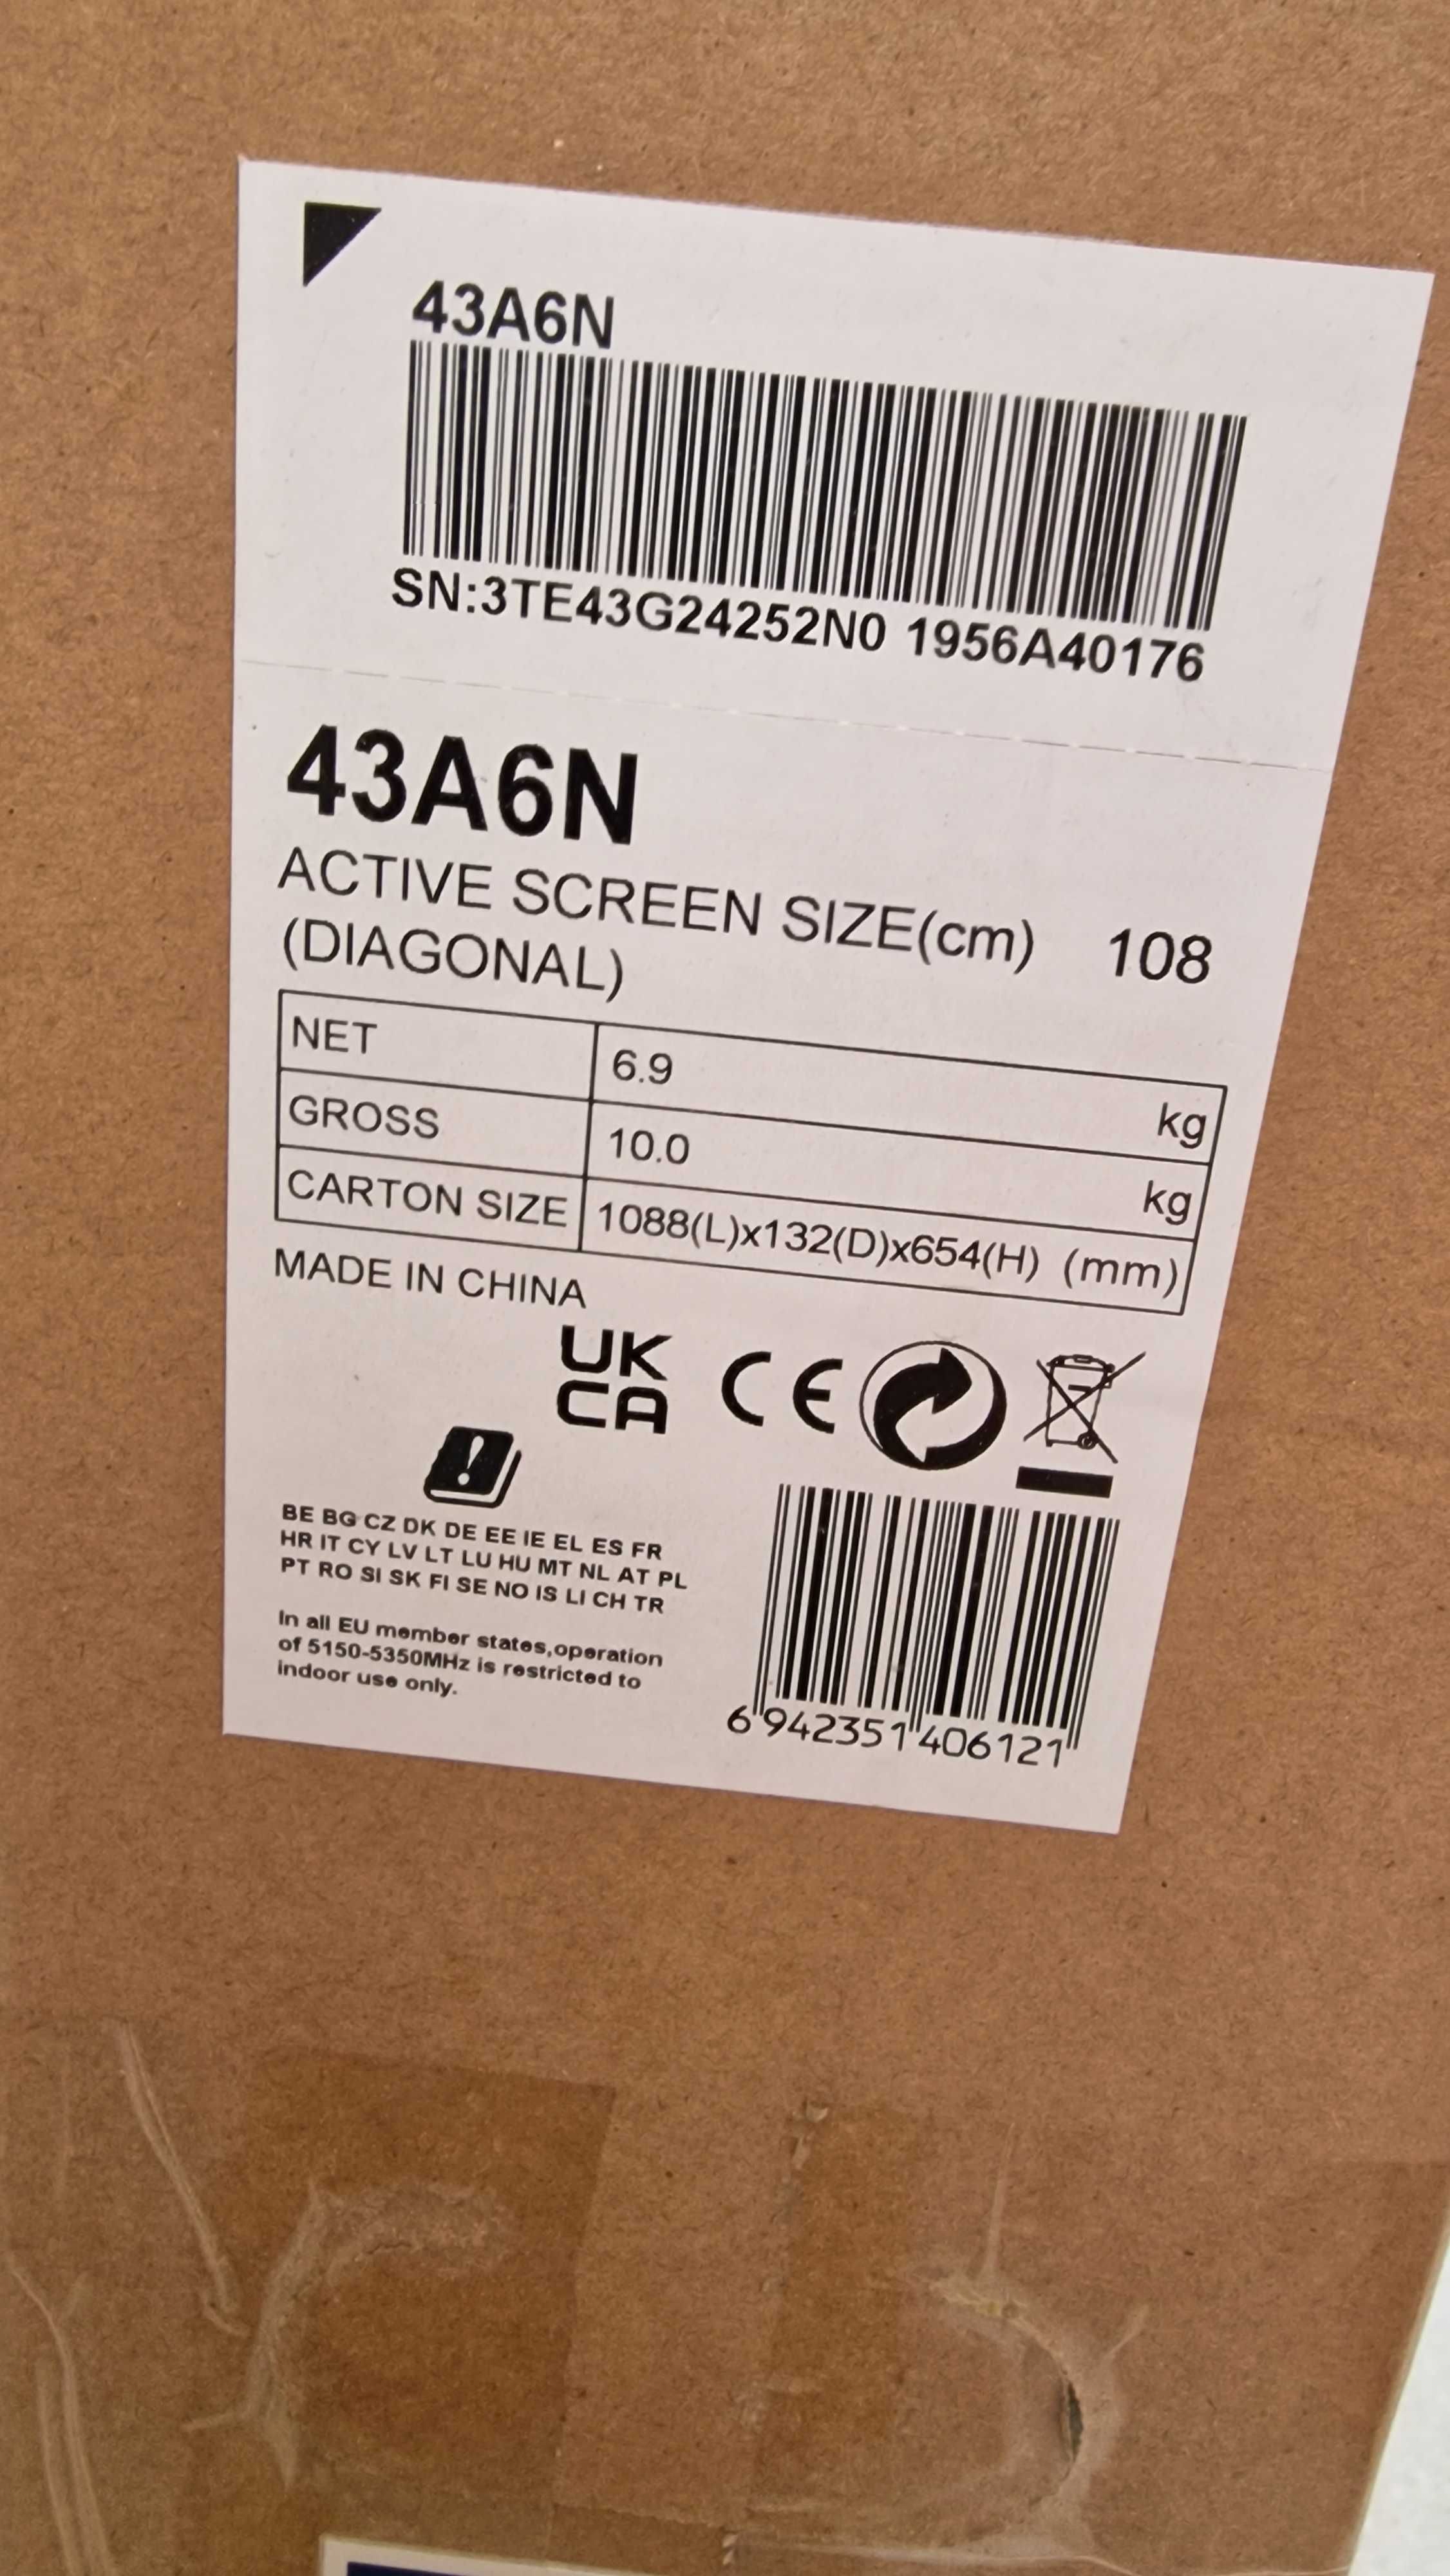 43A6N
SN:3TE43G24252N0 1956A40176
43A6N
ACTIVE SCREEN SIZE(cm) 108
(DIAGONAL)
NET 6.9 kg
GROSS 10.0 kg
CARTON SIZE 1088(L)x132(D)x654(H) (mm)
MADE IN CHINA
UK
CA CE
BE BG CZ DK DE EE IE EL ES FR
HR IT CY LV LT LU HU MT NL AT PL
PT RO SI SK FI SE NO IS LI CH TR
In all EU member states,operation
of 5150-5350MHz is restricted to
indoor use only.
6 942351 406121